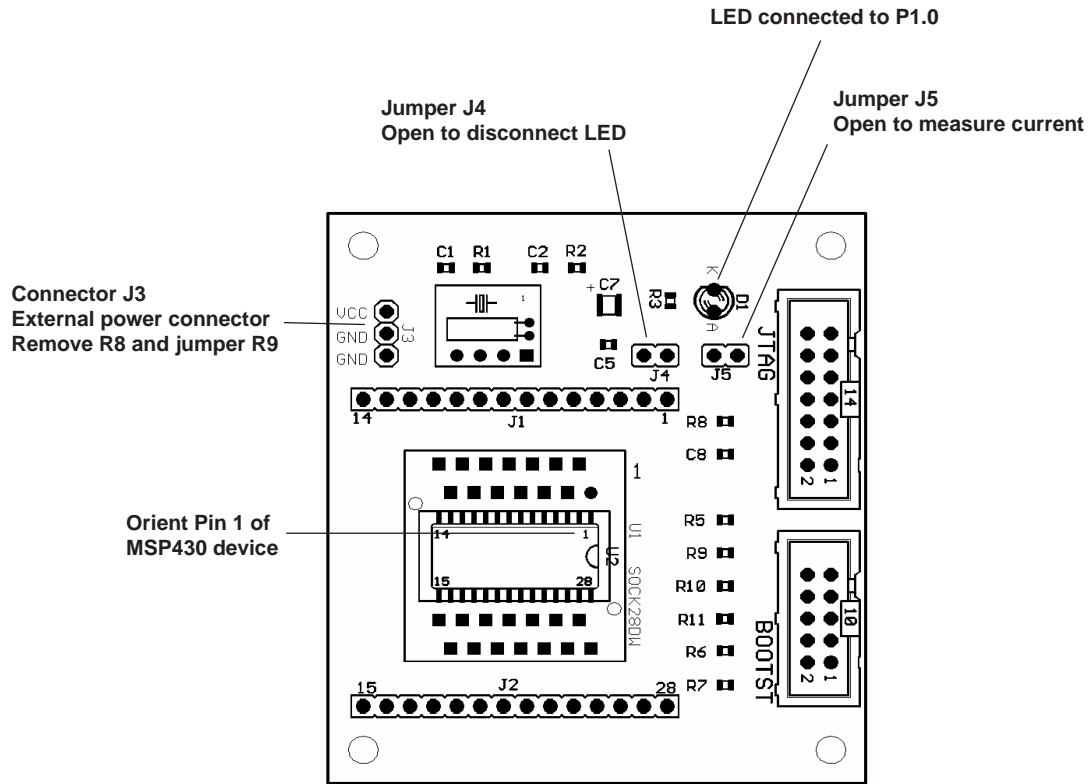 LED connected to P1.0
Jumper J4
Open to disconnect LED
Jumper J5
Open to measure current
Connector J3
External power connector
Remove R8 and jumper R9
Orient Pin 1 of
MSP430 device
C1 R1 C2 R2
C7
+
R3
K
D1
A
VCC
GND
GND
J3
1
C5
J4
J5
JTAG
14
2 1
14 1
J1
R8
C8
1
R5
R9
R10
R11
R6
R7
14 1
15 28
U2
U1 SOCK28DW
BOOTST
10
2 1
15 28
J2